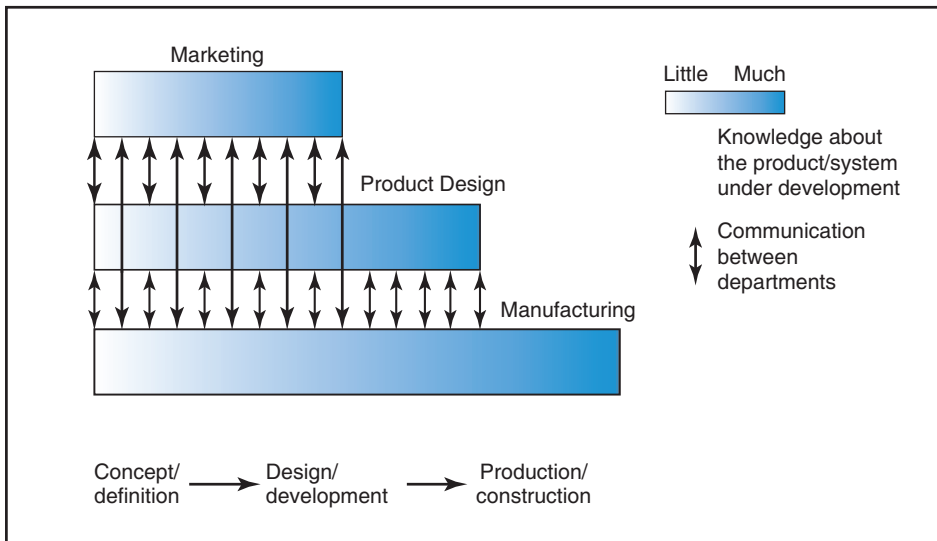 Marketing
Little Much
Knowledge about
the product/system
under development
Product Design
Communication
between
departments
Manufacturing
Concept/
definition
Design/
development
Production/
construction